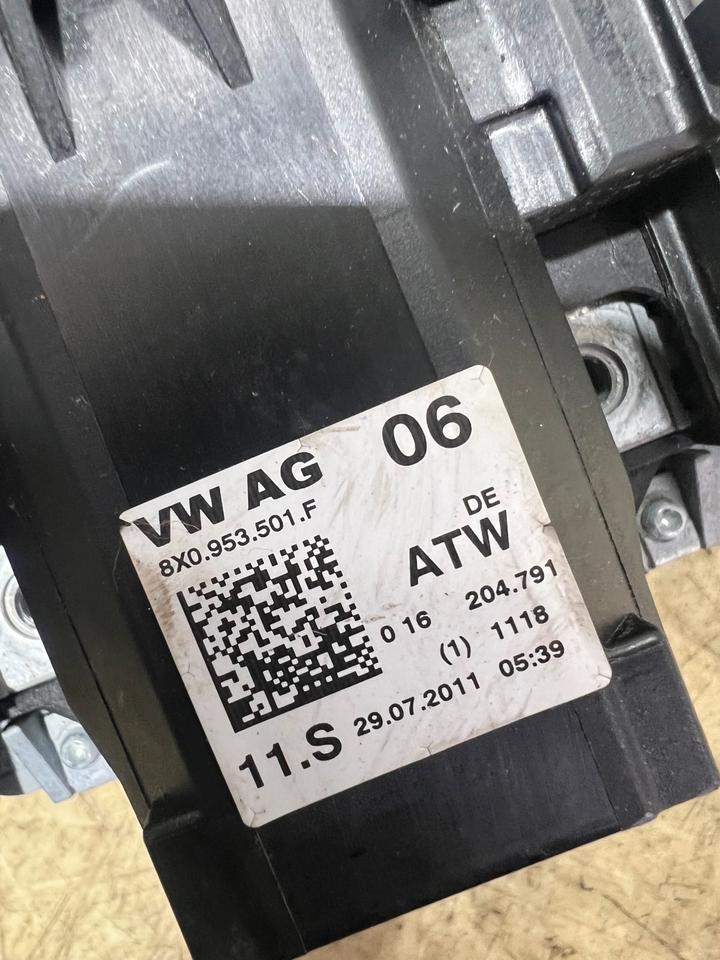 VW AG 06
8X0.953.501.F
DE
ATW
0 16 204.791
(1) 1118
11.S 29.07.2011 05:39